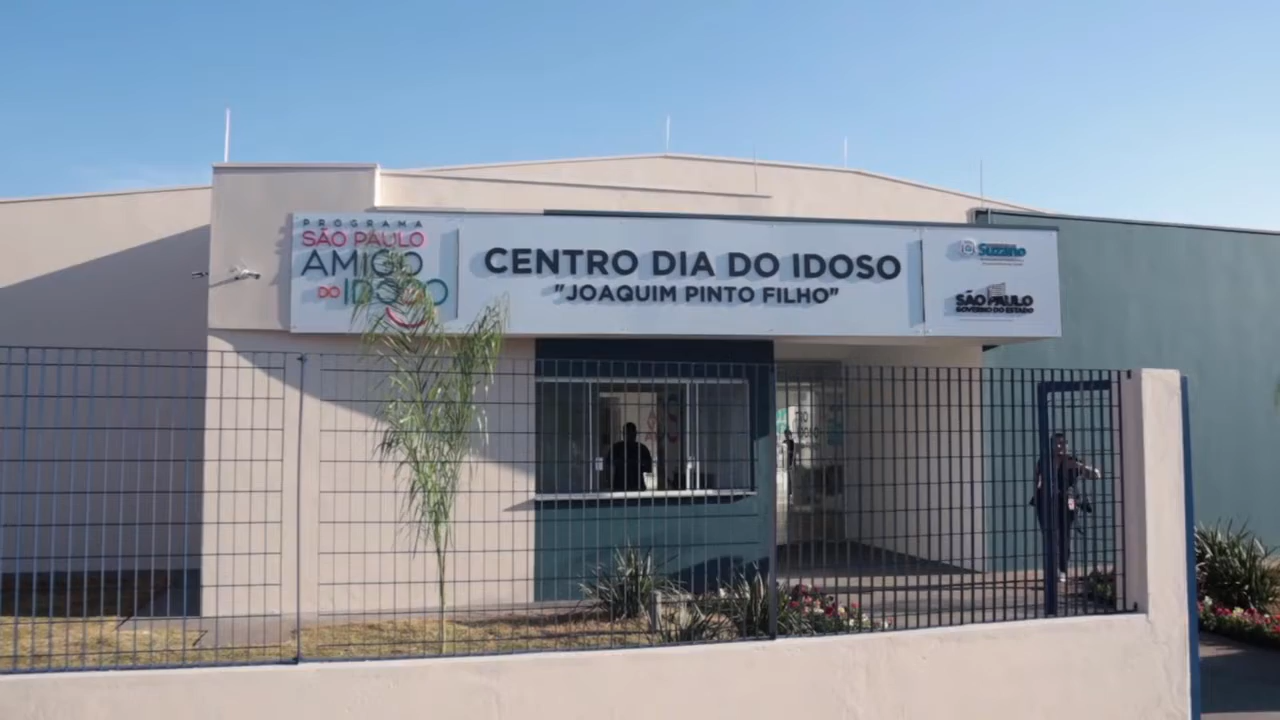 PROGRAMA
SÃO PAULO
AMIGO
DO IDOSO
CENTRO DIA DO IDOSO
"JOAQUIM PINTO FILHO"
Suzano
SÃO PAULO
GOVERNO DO ESTADO